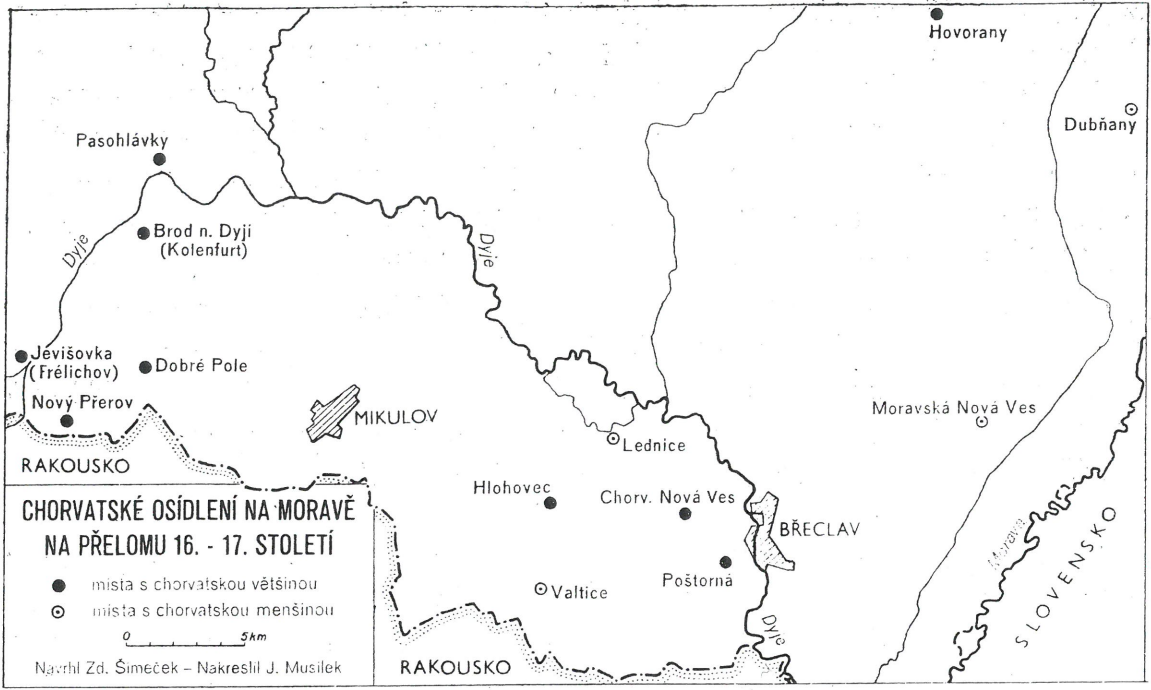 Hovorany
Dubňany
Pasohlávky
Brod n. Dyjí
(Kolenfurt)
Dyje
Dyje
Jevišovka
(Frélichov)
Dobré Pole
Nový Přerov
MIKULOV
Moravská Nová Ves
Lednice
RAKOUSKO
Hlohovec
Chorv. Nová Ves
BŘECLAV
Poštorná
Valtice
Dyje
Morava
SLOVENSKO
RAKOUSKO
CHORVATSKÉ OSÍDLENÍ NA MORAVĚ
NA PŘELOMU 16. - 17. STOLETÍ
místa s chorvatskou většinou
místa s chorvatskou menšinou
0 5km
Navrhl Zd. Šimeček – Nakreslil J. Musílek